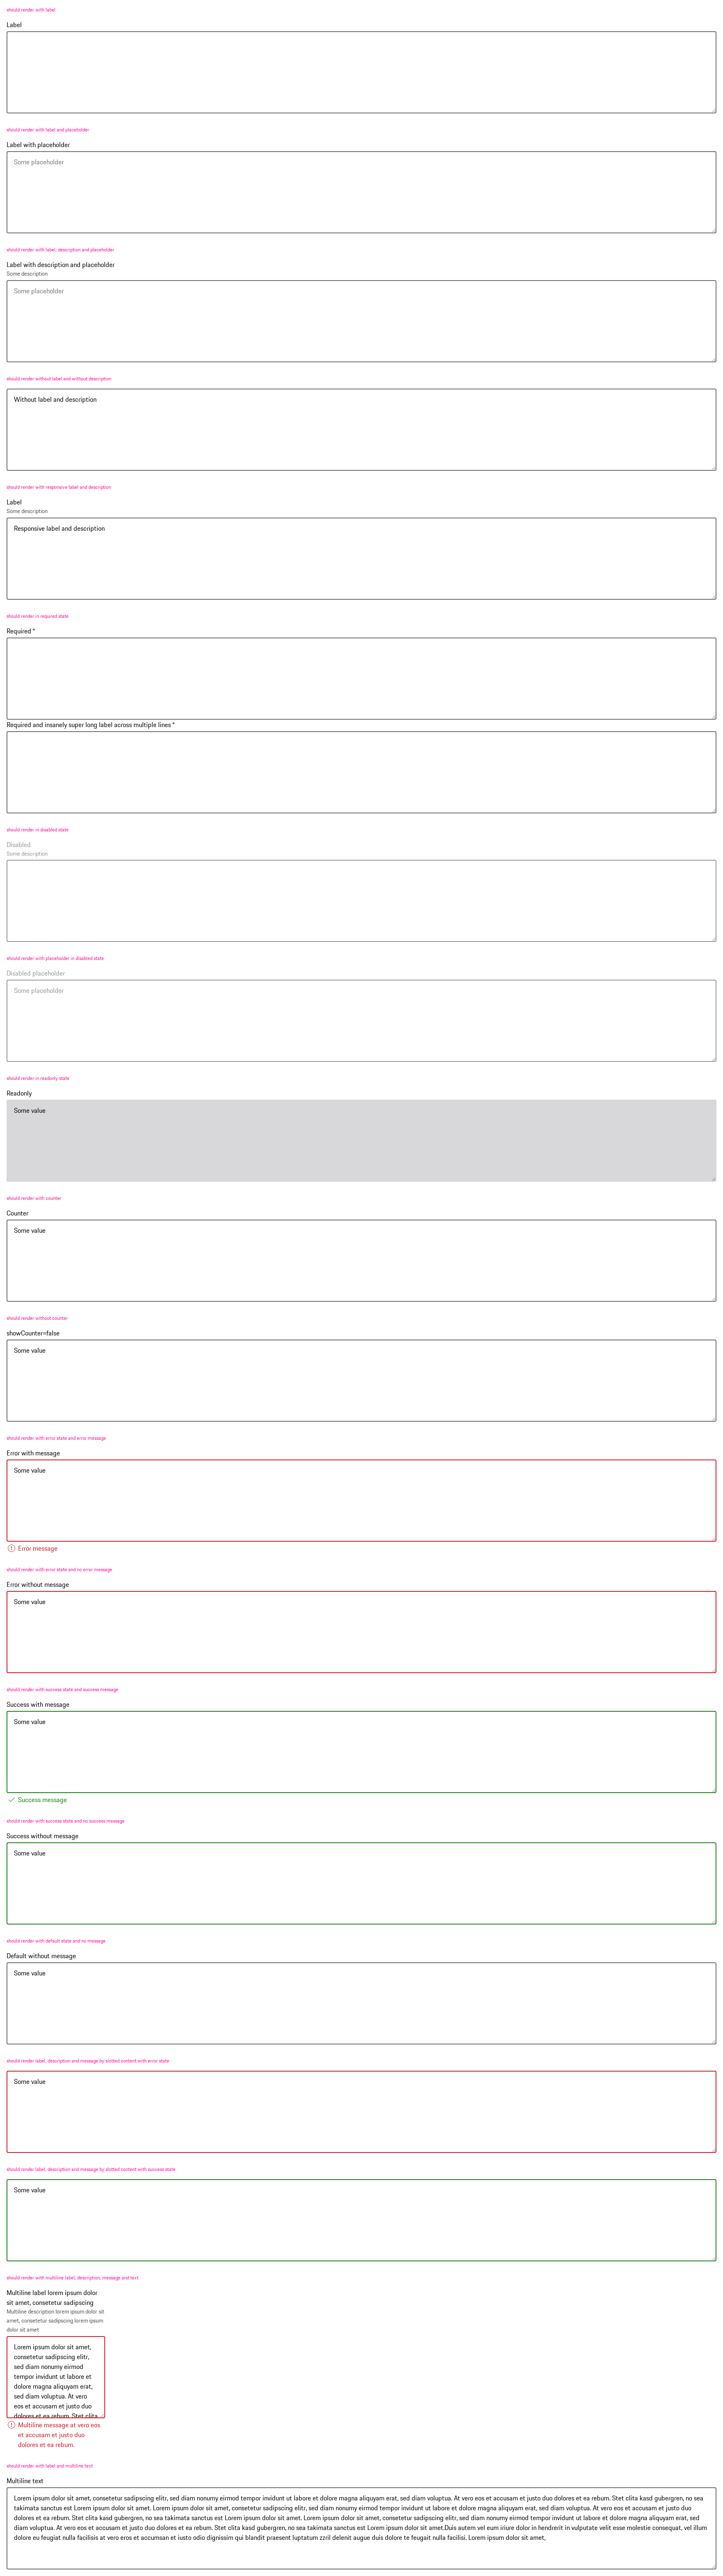 should render with label
Label
should render with label and placeholder
Label with placeholder
Some placeholder
should render with label, description and placeholder
Label with description and placeholder
Some description
Some placeholder
should render without label and without description
Without label and description
should render with responsive label and description
Label
Some description
Responsive label and description
should render in required state
Required *
Required and insanely super long label across multiple lines *
should render in disabled state
Disabled
Some description
should render with placeholder in disabled state
Disabled placeholder
Some placeholder
should render in readonly state
Readonly
Some value
should render with counter
Counter
Some value
should render without counter
showCounter=false
Some value
should render with error state and error message
Error with message
Some value
Error message
should render with error state and no error message
Error without message
Some value
should render with success state and success message
Success with message
Some value
Success message
should render with success state and no success message
Success without message
Some value
should render with default state and no message
Default without message
Some value
should render label, description and message by slotted content with error state
Some value
should render label, description and message by slotted content with success state
Some value
should render with multiline label, description, message and text
Multiline label lorem ipsum dolor
sit amet, consetetur sadipscing
Multiline description lorem ipsum dolor sit
amet, consetetur sadipscing lorem ipsum
dolor sit amet
Lorem ipsum dolor sit amet,
consetetur sadipscing elitr,
sed diam nonumy eirmod
tempor invidunt ut labore et
dolore magna aliquyam erat,
sed diam voluptua. At vero
eos et accusam et justo duo
dolores et ea rebum. Stet clita
Multiline message at vero eos
et accusam et justo duo
dolores et ea rebum.
should render with label and multiline text
Multiline text
Lorem ipsum dolor sit amet, consetetur sadipscing elitr, sed diam nonumy eirmod tempor invidunt ut labore et dolore magna aliquyam erat, sed diam voluptua. At vero eos et accusam et justo duo dolores et ea rebum. Stet clita kasd gubergren, no sea
takimata sanctus est Lorem ipsum dolor sit amet. Lorem ipsum dolor sit amet, consetetur sadipscing elitr, sed diam nonumy eirmod tempor invidunt ut labore et dolore magna aliquyam erat, sed diam voluptua. At vero eos et accusam et justo duo
dolores et ea rebum. Stet clita kasd gubergren, no sea takimata sanctus est Lorem ipsum dolor sit amet. Lorem ipsum dolor sit amet, consetetur sadipscing elitr, sed diam nonumy eirmod tempor invidunt ut labore et dolore magna aliquyam erat, sed
diam voluptua. At vero eos et accusam et justo duo dolores et ea rebum. Stet clita kasd gubergren, no sea takimata sanctus est Lorem ipsum dolor sit amet.Duis autem vel eum iriure dolor in hendrerit in vulputate velit esse molestie consequat, vel illum
dolore eu feugiat nulla facilisis at vero eros et accumsan et iusto odio dignissim qui blandit praesent luptatum zzril delenit augue duis dolore te feugait nulla facilisi. Lorem ipsum dolor sit amet,